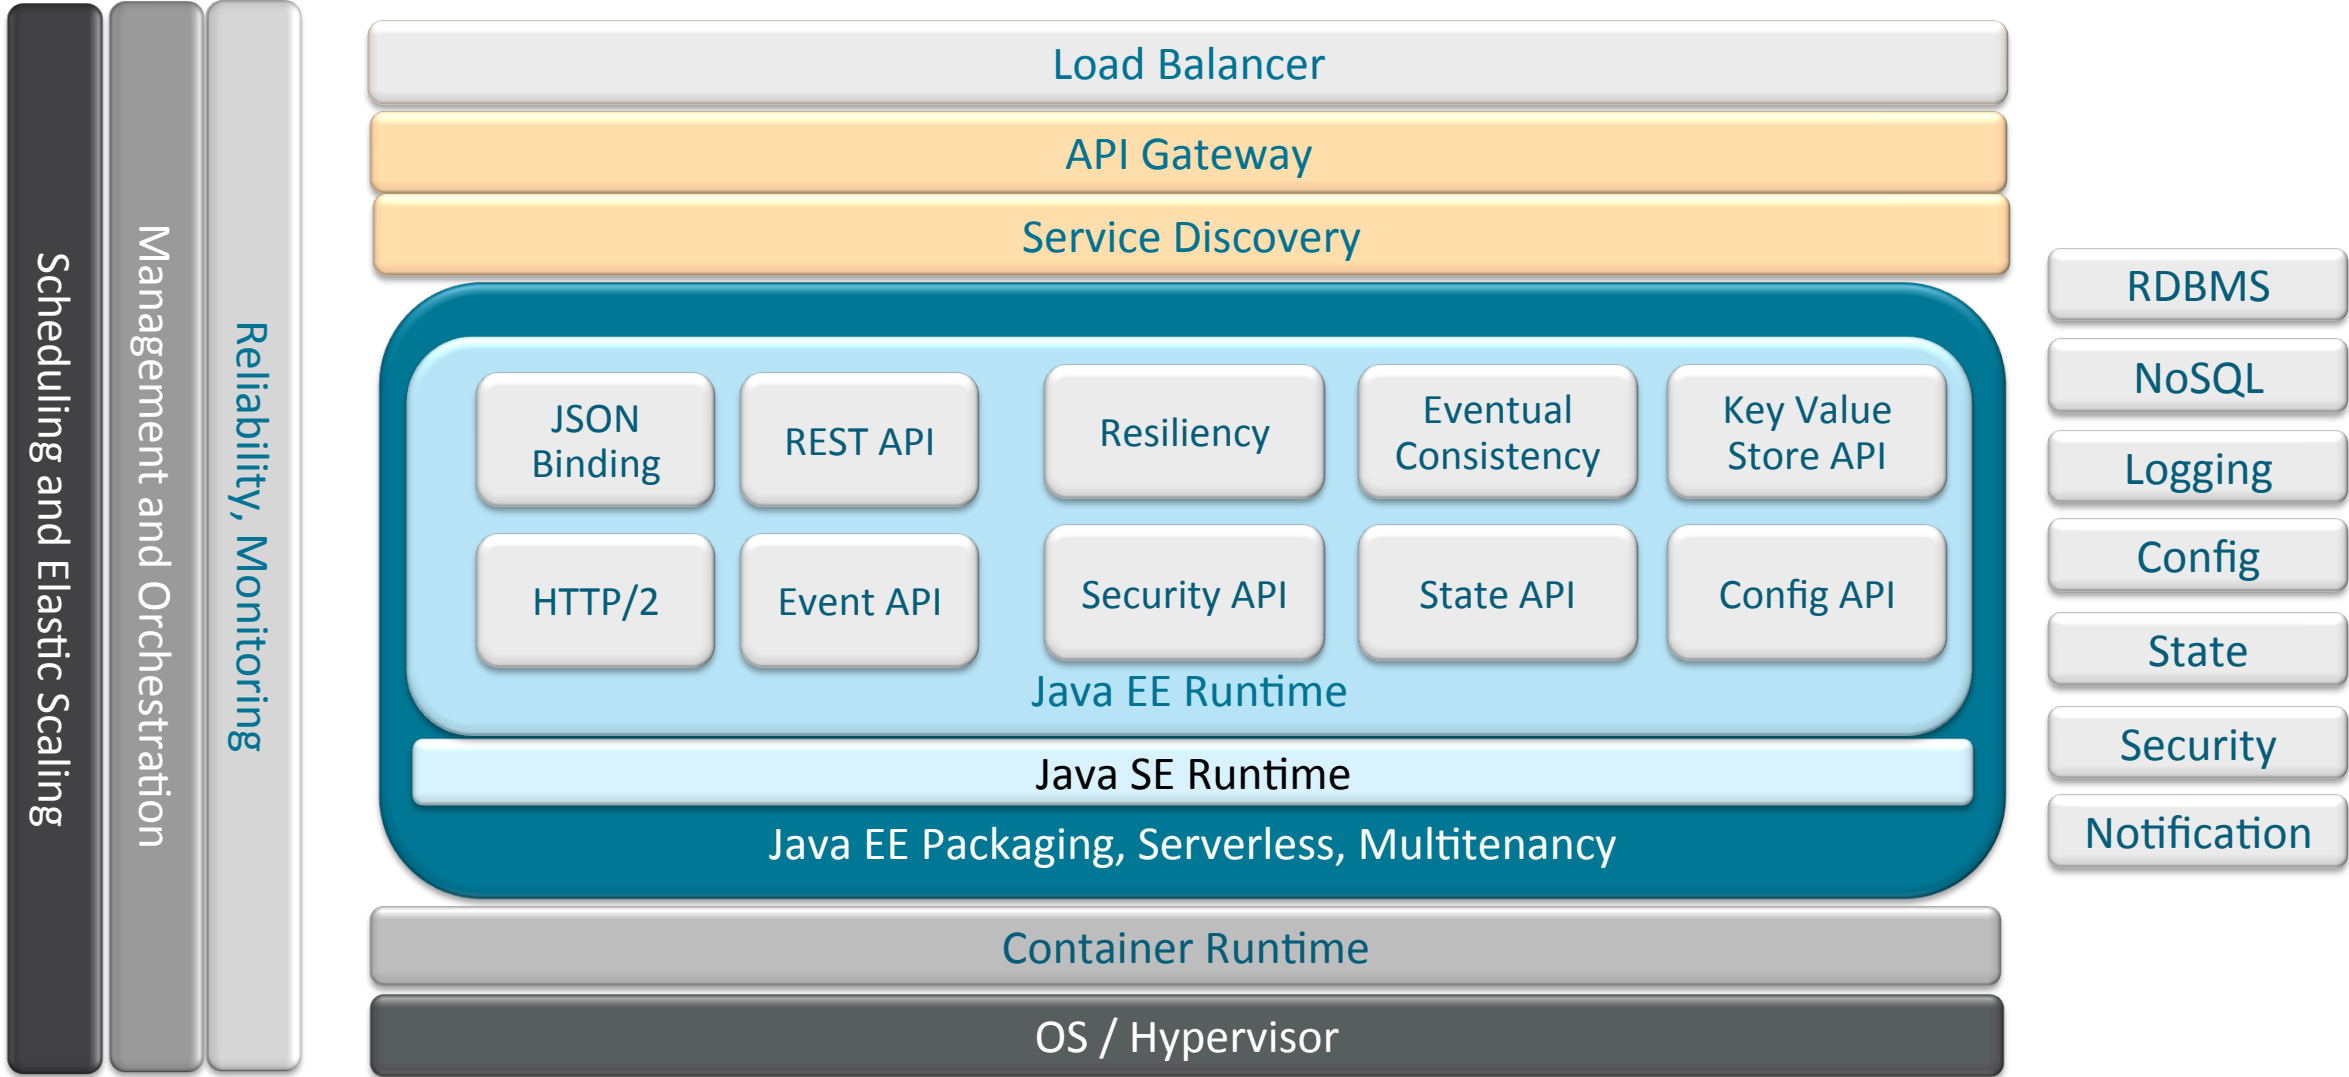 Scheduling and Elastic Scaling
Management and Orchestration
Reliability, Monitoring
Load Balancer
API Gateway
Service Discovery
JSON
Binding
REST API
Resiliency
Eventual
Consistency
Key Value
Store API
HTTP/2
Event API
Security API
State API
Config API
Java EE Runtime
Java SE Runtime
Java EE Packaging, Serverless, Multitenancy
Container Runtime
OS / Hypervisor
RDBMS
NoSQL
Logging
Config
State
Security
Notification